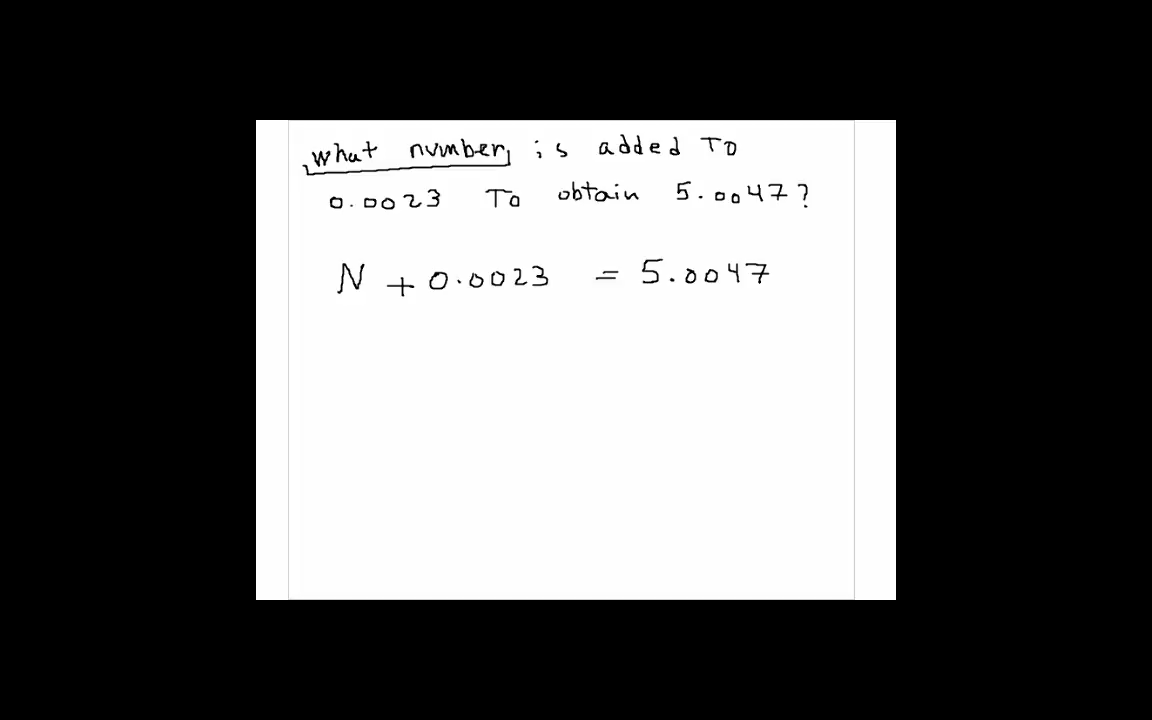 what number is added To
0.0023 To obtain 5.0047?
N + 0.0023 = 5.0047